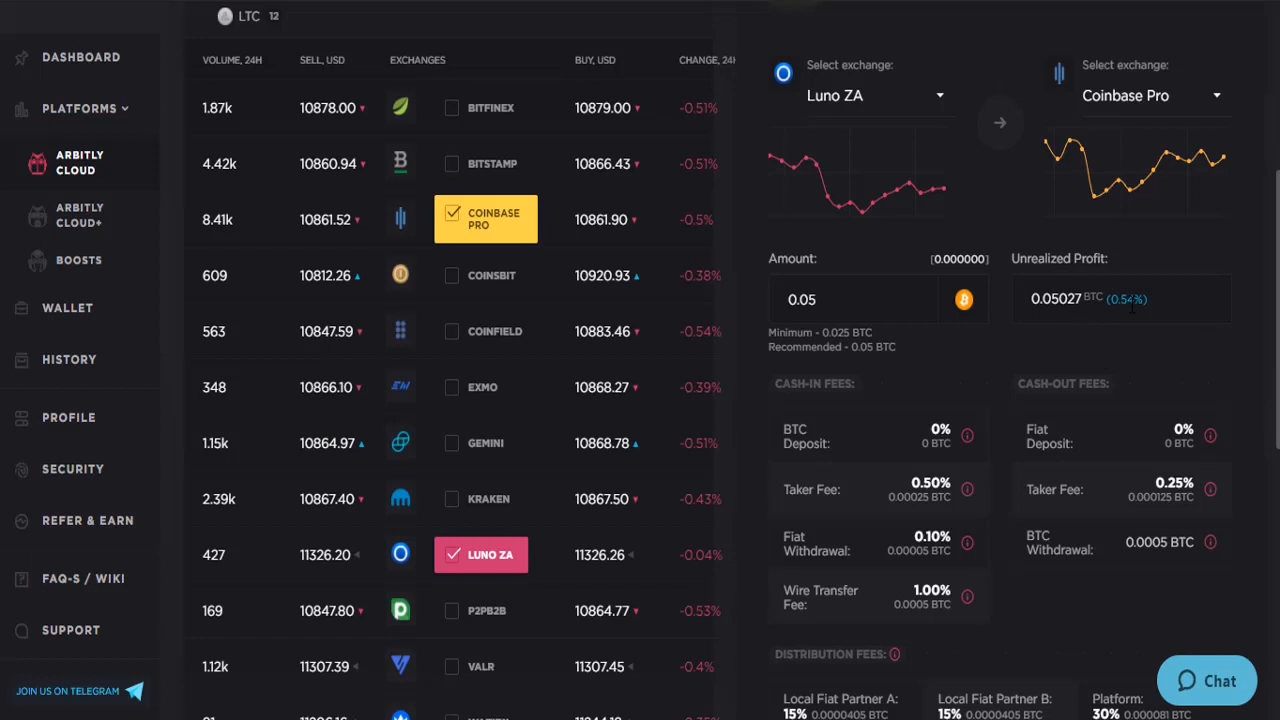 LTC 12
DASHBOARD
PLATFORMS
ARBITLY
CLOUD
ARBITLY
CLOUD+
BOOSTS
WALLET
HISTORY
PROFILE
SECURITY
REFER & EARN
FAQ-S / WIKI
SUPPORT
JOIN US ON TELEGRAM
VOLUME, 24H SELL, USD EXCHANGES BUY, USD CHANGE, 24H
1.87k 10878.00 BITFINEX 10879.00 -0.51%
4.42k 10860.94 BITSTAMP 10866.43 -0.51%
8.41k 10861.52 COINBASE PRO 10861.90 -0.5%
609 10812.26 COINSBIT 10920.93 -0.38%
563 10847.59 COINFIELD 10883.46 -0.54%
348 10866.10 EXMO 10868.27 -0.39%
1.15k 10864.97 GEMINI 10868.78 -0.51%
2.39k 10867.40 KRAKEN 10867.50 -0.43%
427 11326.20 LUNO ZA 11326.26 -0.04%
169 10847.80 P2PB2B 10864.77 -0.53%
1.12k 11307.39 VALR 11307.45 -0.4%
Select exchange: Select exchange:
Luno ZA Coinbase Pro
Amount: [0.000000] Unrealized Profit:
0.05 0.05027 BTC (0.54%)
Minimum - 0.025 BTC
Recommended - 0.05 BTC
CASH-IN FEES:
BTC Deposit: 0%
0 BTC
Taker Fee: 0.50%
0.00025 BTC
Fiat Withdrawal: 0.10%
0.00005 BTC
Wire Transfer Fee: 1.00%
0.0005 BTC
CASH-OUT FEES:
Fiat Deposit: 0%
0 BTC
Taker Fee: 0.25%
0.000125 BTC
BTC Withdrawal: 0.0005 BTC
DISTRIBUTION FEES:
Local Fiat Partner A: Local Fiat Partner B: Platform:
15% 0.0000405 BTC 15% 0.0000405 BTC 30% 0.000081 BTC
Chat